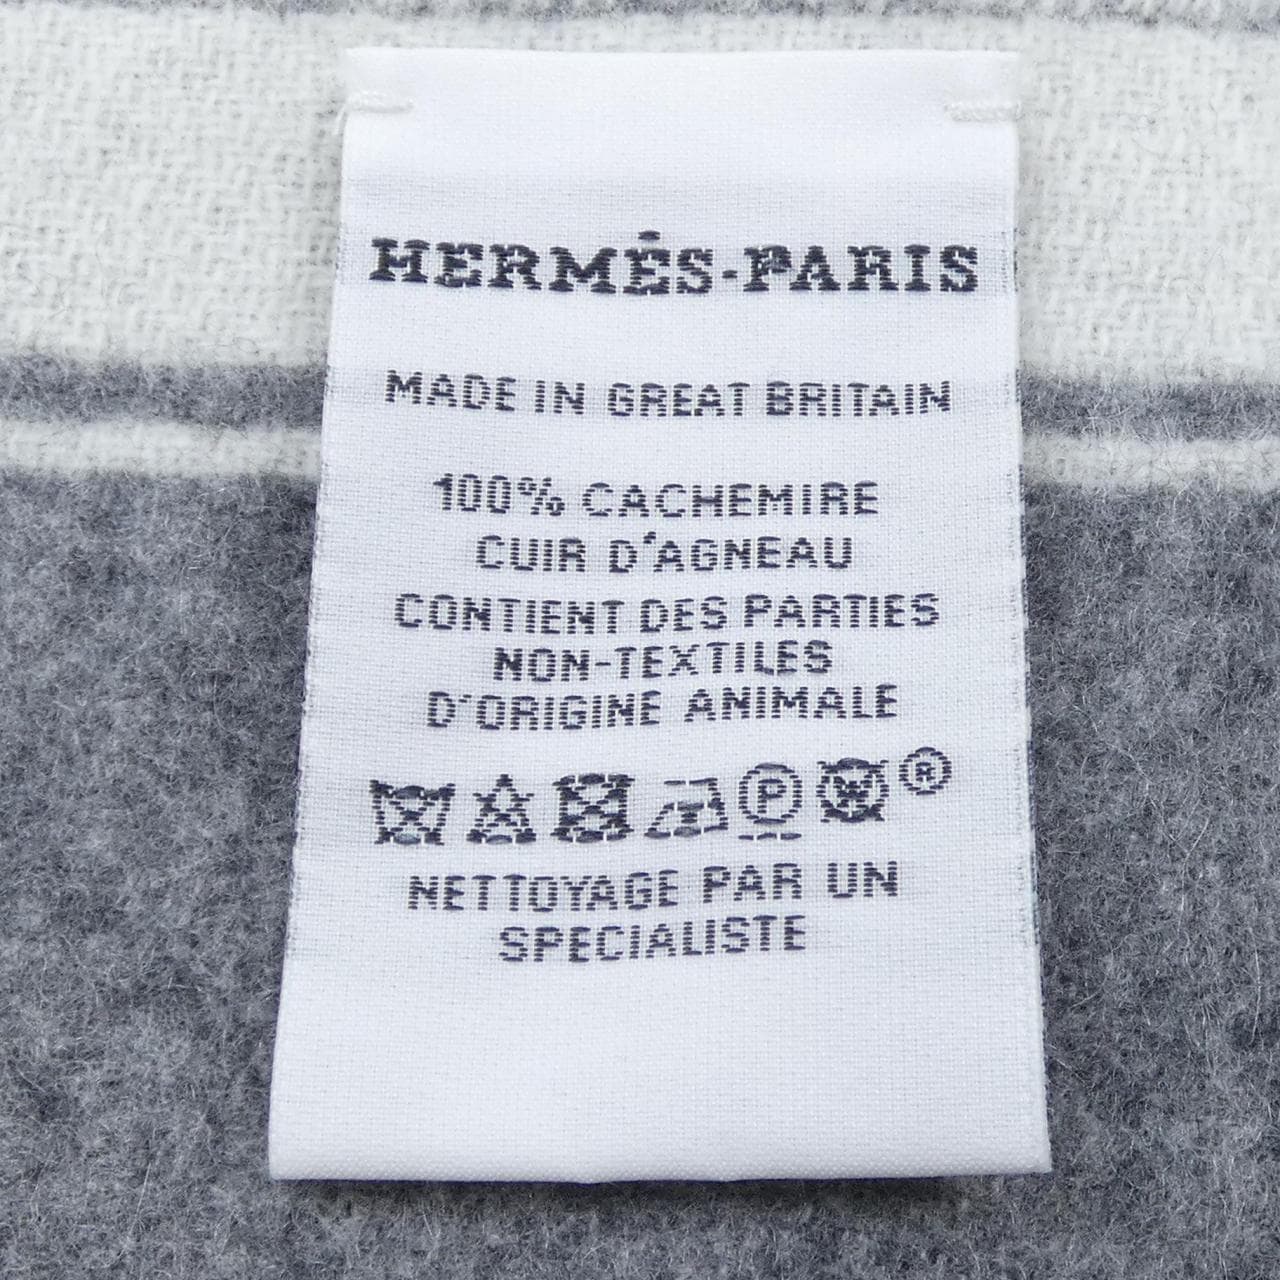 HERMÈS-PARIS
MADE IN GREAT BRITAIN
100% CACHEMIRE
CUIR D'AGNEAU
CONTIENT DES PARTIES
NON-TEXTILES
D'ORIGINE ANIMALE
P W ®
NETTOYAGE PAR UN
SPECIALISTE